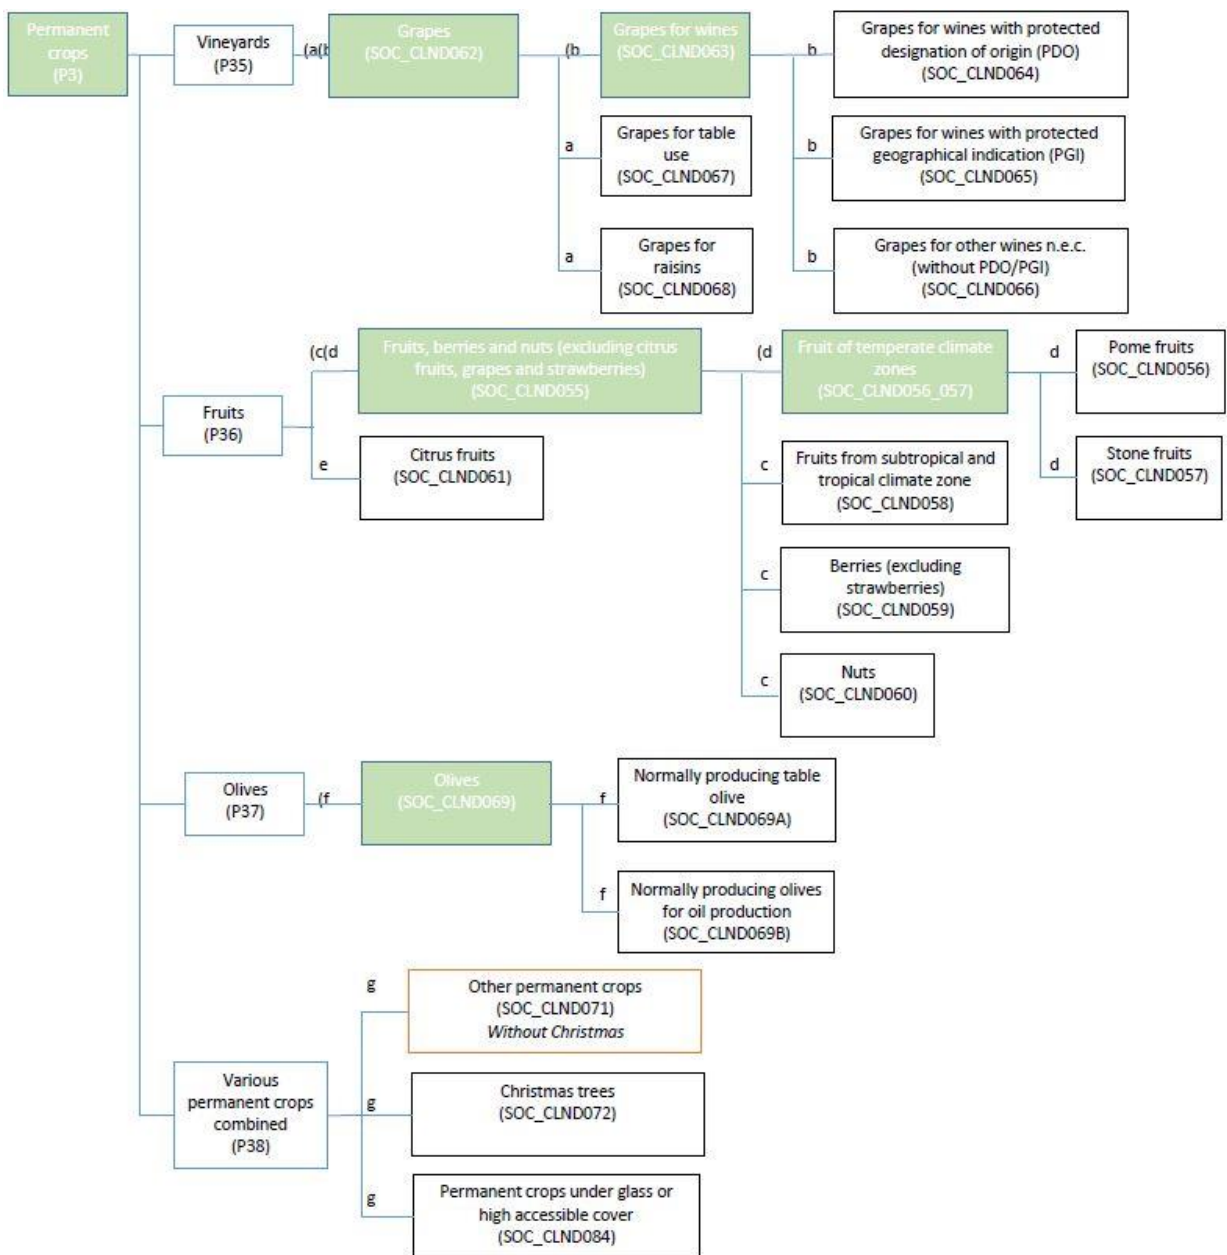 Permanent
crops
(P3)
Vineyards
(P35)
(a(b
Grapes
(SOC_CLND062)
(b
Grapes for wines
(SOC_CLND063)
b
Grapes for wines with protected
designation of origin (PDO)
(SOC_CLND064)
a
Grapes for table
use
(SOC_CLND067)
b
Grapes for wines with protected
geographical indication (PGI)
(SOC_CLND065)
a
Grapes for
raisins
(SOC_CLND068)
b
Grapes for other wines n.e.c.
(without PDO/PGI)
(SOC_CLND066)
Fruits
(P36)
(c(d
Fruits, berries and nuts (excluding citrus
fruits, grapes and strawberries)
(SOC_CLND055)
(d
Fruit of temperate climate
zones
(SOC_CLND056_057)
d
Pome fruits
(SOC_CLND056)
e
Citrus fruits
(SOC_CLND061)
c
Fruits from subtropical and
tropical climate zone
(SOC_CLND058)
d
Stone fruits
(SOC_CLND057)
c
Berries (excluding
strawberries)
(SOC_CLND059)
c
Nuts
(SOC_CLND060)
Olives
(P37)
(f
Olives
(SOC_CLND069)
f
Normally producing table
olive
(SOC_CLND069A)
f
Normally producing olives
for oil production
(SOC_CLND069B)
Various
permanent crops
combined
(P38)
g
Other permanent crops
(SOC_CLND071)
Without Christmas
g
Christmas trees
(SOC_CLND072)
g
Permanent crops under glass or
high accessible cover
(SOC_CLND084)